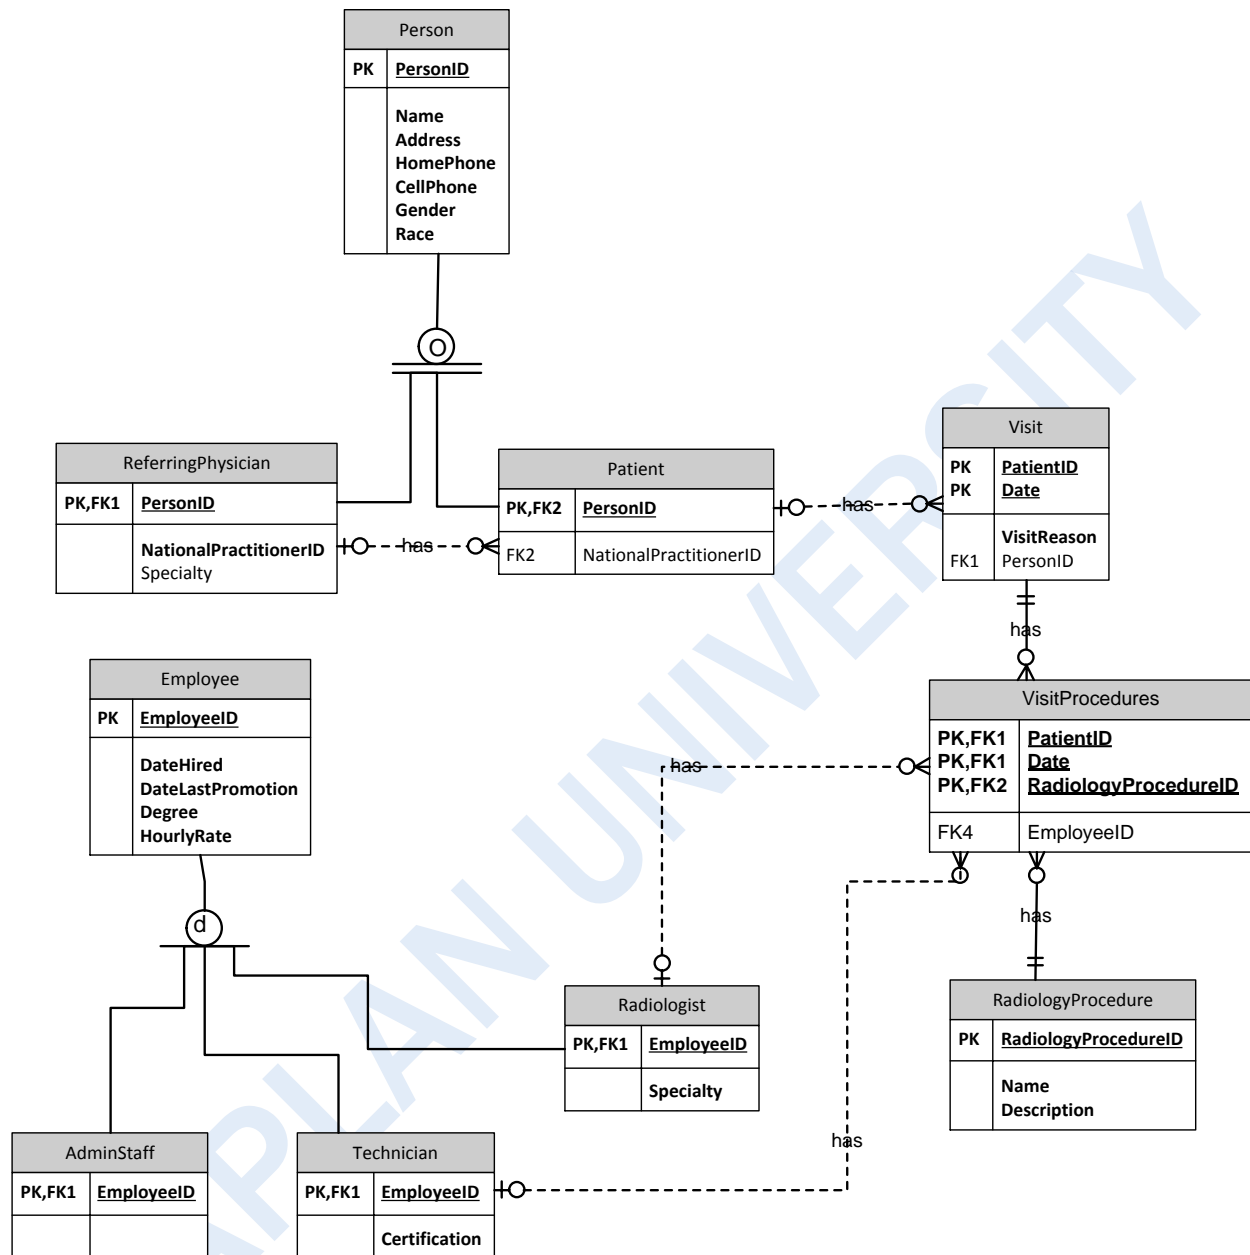 Person
PK PersonID
Name
Address
HomePhone
CellPhone
Gender
Race
O
ReferringPhysician
PK,FK1 PersonID
NationalPractitionerID
Specialty
has
Patient
PK,FK2 PersonID
FK2 NationalPractitionerID
has
Visit
PK PatientID
PK Date
VisitReason
FK1 PersonID
has
Employee
PK EmployeeID
DateHired
DateLastPromotion
Degree
HourlyRate
d
VisitProcedures
PK,FK1 PatientID
PK,FK1 Date
PK,FK2 RadiologyProcedureID
FK4 EmployeeID
has
has
Radiologist
PK,FK1 EmployeeID
Specialty
RadiologyProcedure
PK RadiologyProcedureID
Name
Description
has
AdminStaff
PK,FK1 EmployeeID
Technician
PK,FK1 EmployeeID
Certification
APLAN UNIVERSITY